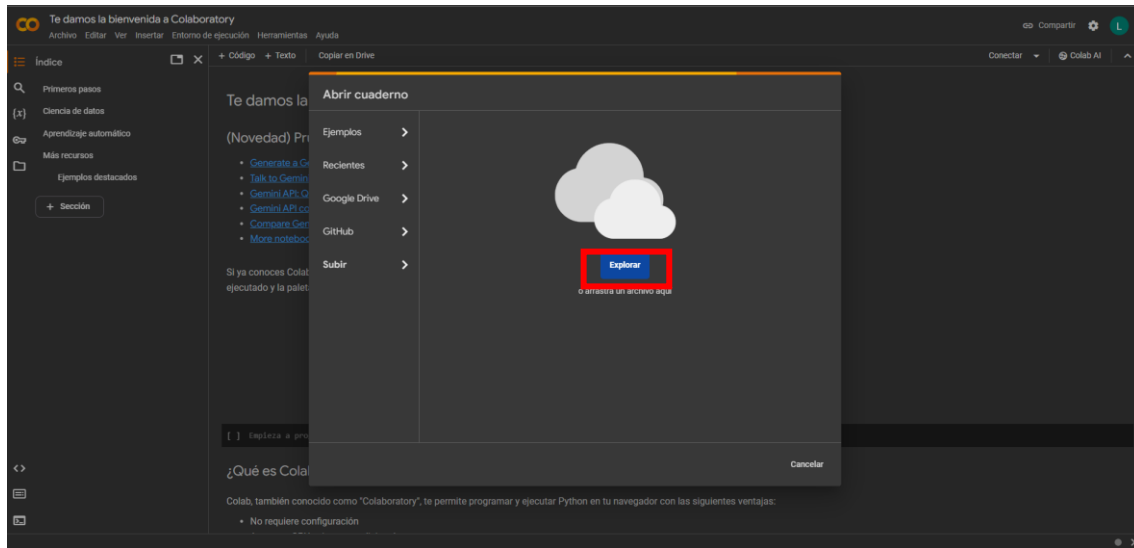 Te damos la bienvenida a Colaboratory
Archivo Editar Ver Insertar Entorno de ejecución Herramientas Ayuda
Compartir
L
Índice
+ Código + Texto Copiar en Drive
Conectar
Colab AI
Primeros pasos
Ciencia de datos
Aprendizaje automático
Más recursos
Ejemplos destacados
+ Sección
Te damos la
(Novedad) Pru
Generate a Ge
Talk to Gemin
Gemini API: Q
Gemini API co
Compare Gem
More notebook
Si ya conoces Colab
ejecutado y la palet
Abrir cuaderno
Ejemplos
Recientes
Google Drive
GitHub
Subir
Explorar
o arrastra un archivo aquí
Cancelar
[ ] Empieza a pro
¿Qué es Colab
Colab, también conocido como "Colaboratory", te permite programar y ejecutar Python en tu navegador con las siguientes ventajas:
No requiere configuración